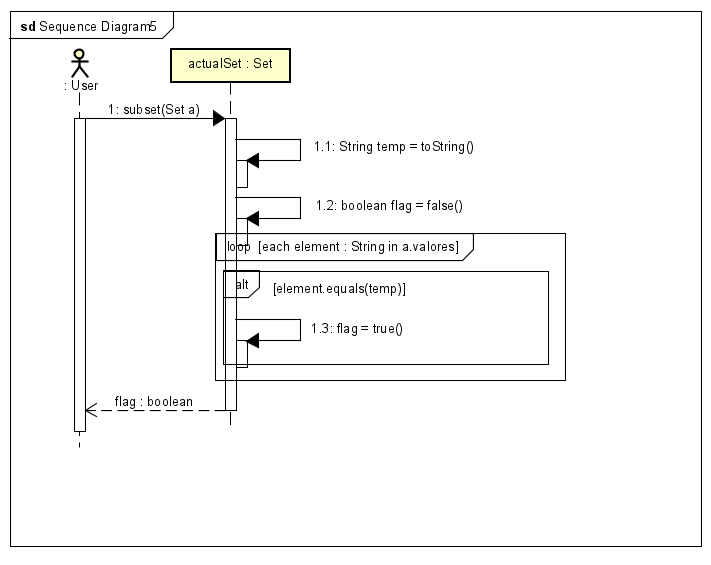 sd Sequence Diagram5
actualSet : Set
: User
1: subset(Set a)
1.1: String temp = toString()
1.2: boolean flag = false()
loop [each element : String in a.valores]
alt [element.equals(temp)]
1.3: flag = true()
flag : boolean